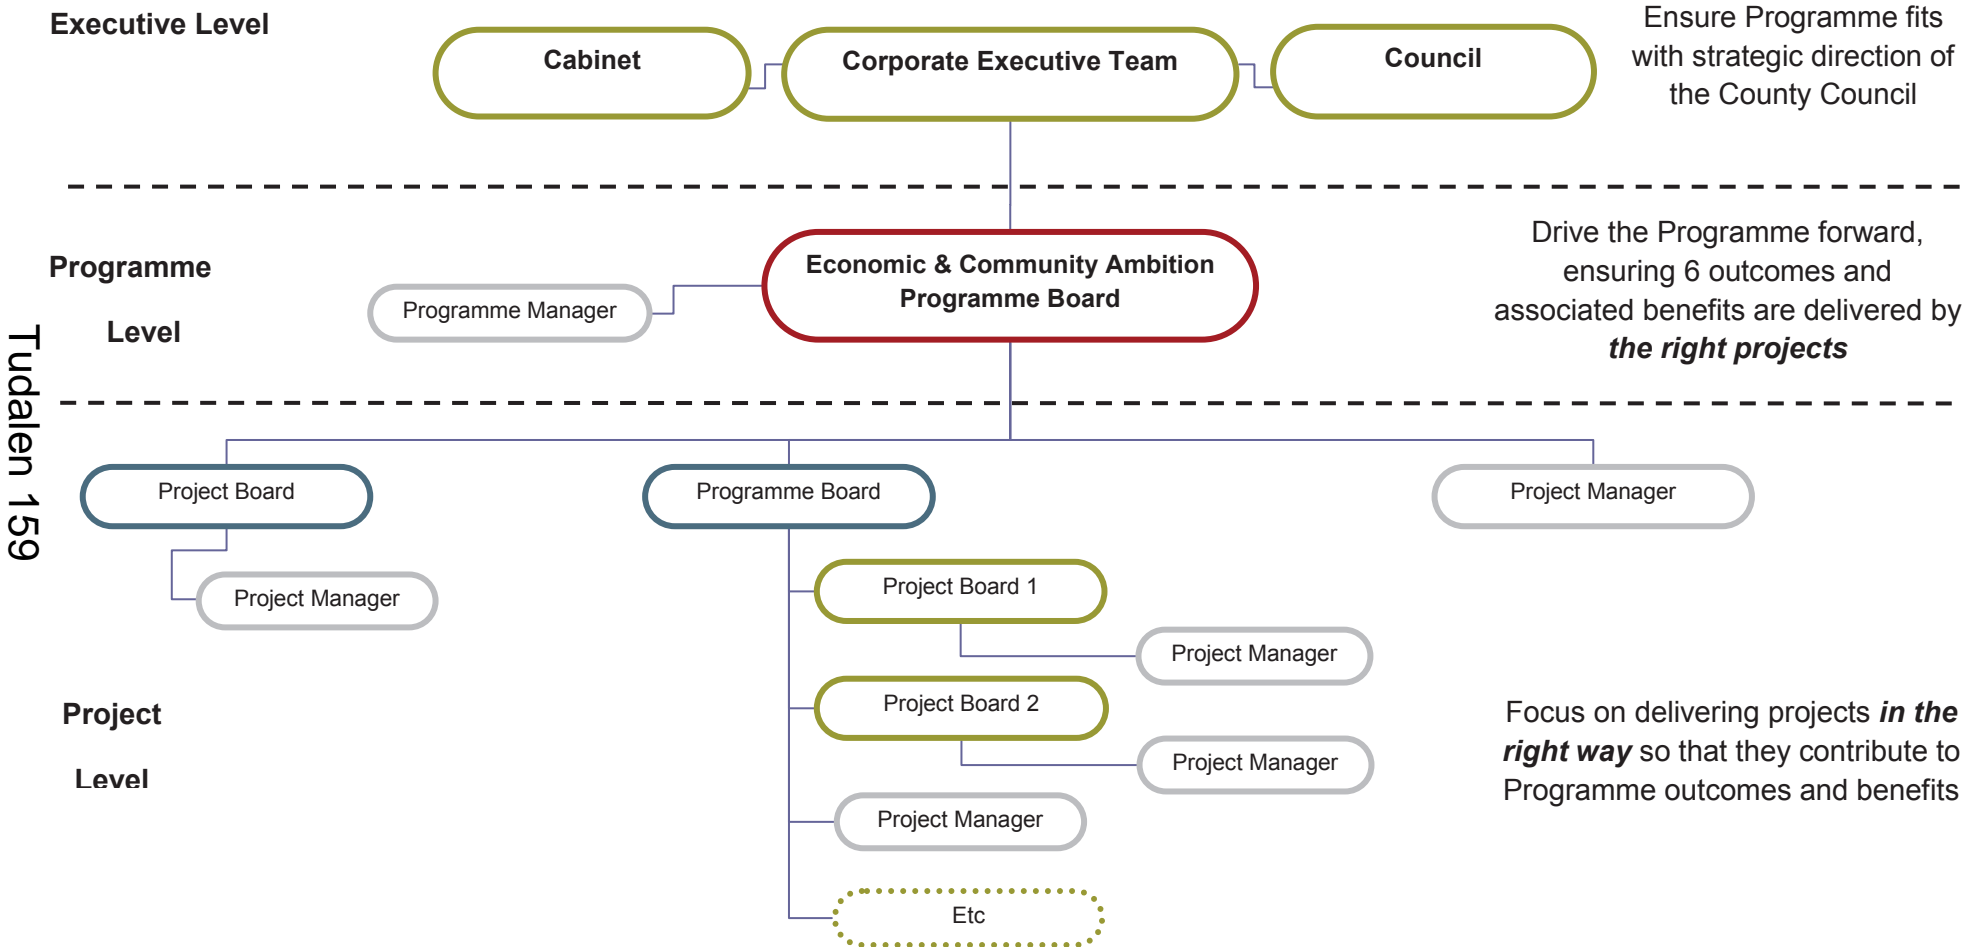 Executive Level
Cabinet
Corporate Executive Team
Council
Ensure Programme fits
with strategic direction of
the County Council
Programme
Level
Programme Manager
Economic & Community Ambition
Programme Board
Drive the Programme forward,
ensuring 6 outcomes and
associated benefits are delivered by
the right projects
Tudalen 159
Project Board
Programme Board
Project Manager
Project Manager
Project Board 1
Project Manager
Project Board 2
Project Manager
Project Manager
Etc
Project
Level
Focus on delivering projects in the
right way so that they contribute to
Programme outcomes and benefits